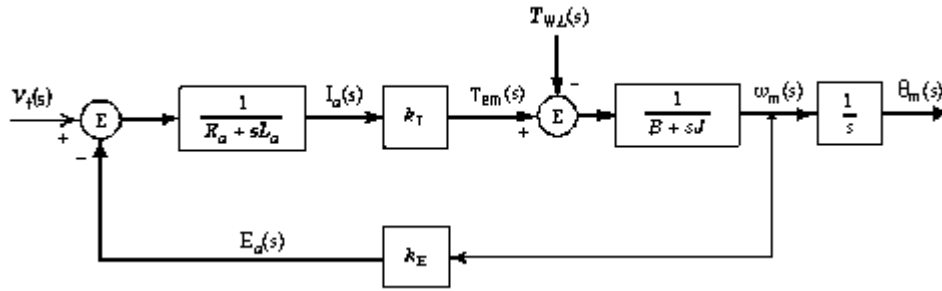 T_WL(s)
V_t(s)
+
−
E
1
R_a + sL_a
I_a(s)
k_T
T_em(s)
+
−
E
1
B + sJ
ω_m(s)
1
s
θ_m(s)
E_a(s)
k_E